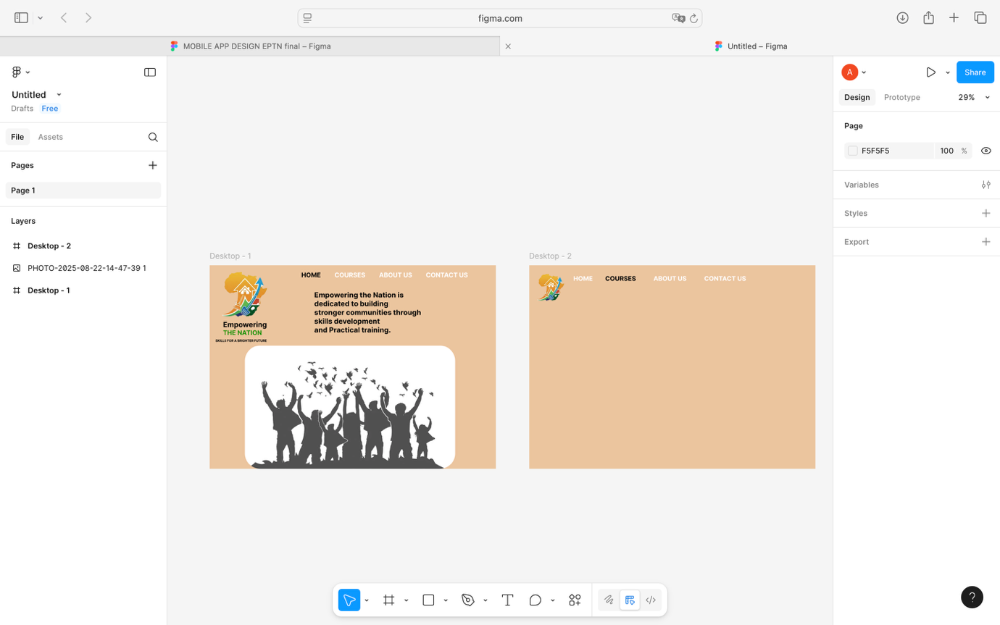 figma.com
MOBILE APP DESIGN EPTN final – Figma
Untitled – Figma
Untitled
Drafts Free
File Assets
Pages
Page 1
Layers
Desktop - 2
PHOTO-2025-08-22-14-47-39 1
Desktop - 1
Desktop - 1
HOME COURSES ABOUT US CONTACT US
Empowering the Nation is
dedicated to building
stronger communities through
skills development
and Practical training.
Empowering
THE NATION
SKILLS FOR A BRIGHTER FUTURE
Desktop - 2
HOME COURSES ABOUT US CONTACT US
A
Share
Design Prototype 29%
Page
F5F5F5 100 %
Variables
Styles
Export
?